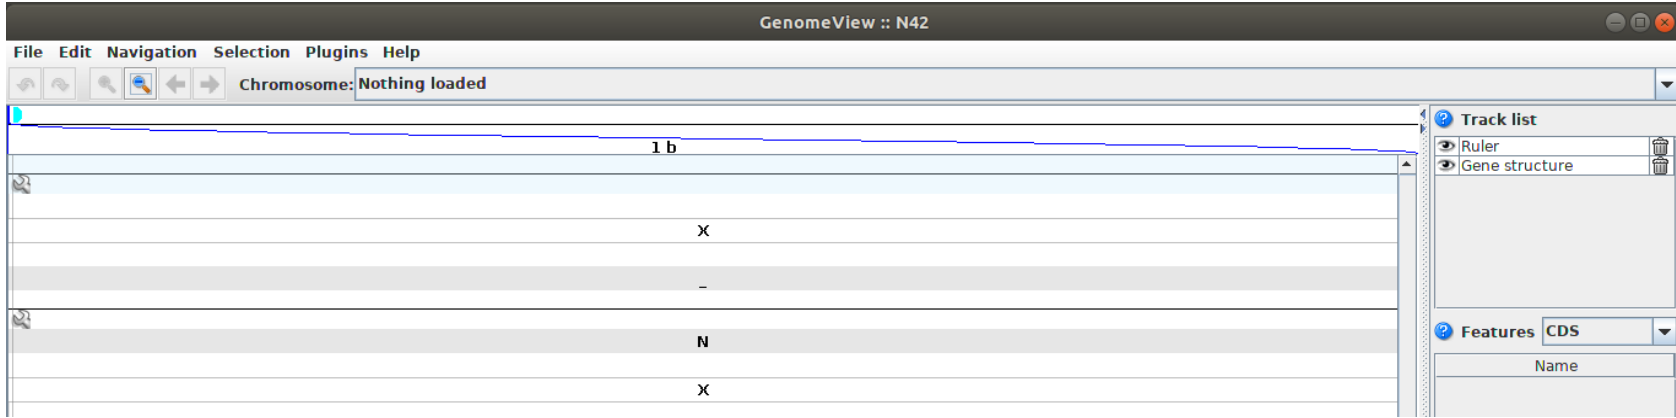 GenomeView :: N42
File Edit Navigation Selection Plugins Help
Chromosome: Nothing loaded
1 b
X
_
N
X
Track list
Ruler
Gene structure
Features CDS
Name